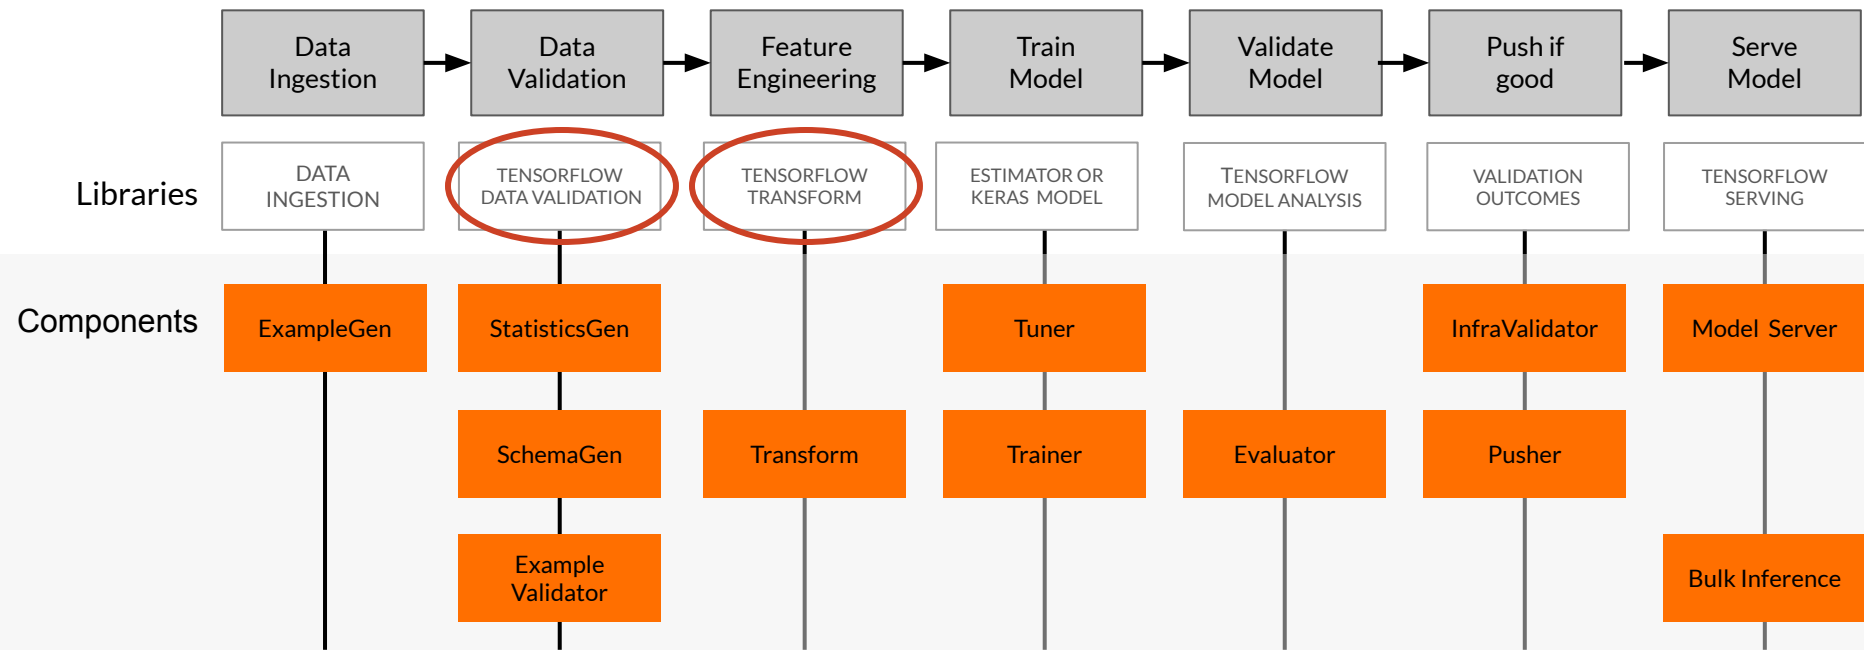 Data
Ingestion
Data
Validation
Feature
Engineering
Train
Model
Validate
Model
Push if
good
Serve
Model
Libraries
DATA
INGESTION
TENSORFLOW
DATA VALIDATION
TENSORFLOW
TRANSFORM
ESTIMATOR OR
KERAS MODEL
TENSORFLOW
MODEL ANALYSIS
VALIDATION
OUTCOMES
TENSORFLOW
SERVING
Components
ExampleGen
StatisticsGen
Tuner
InfraValidator
Model Server
SchemaGen
Transform
Trainer
Evaluator
Pusher
Example
Validator
Bulk Inference